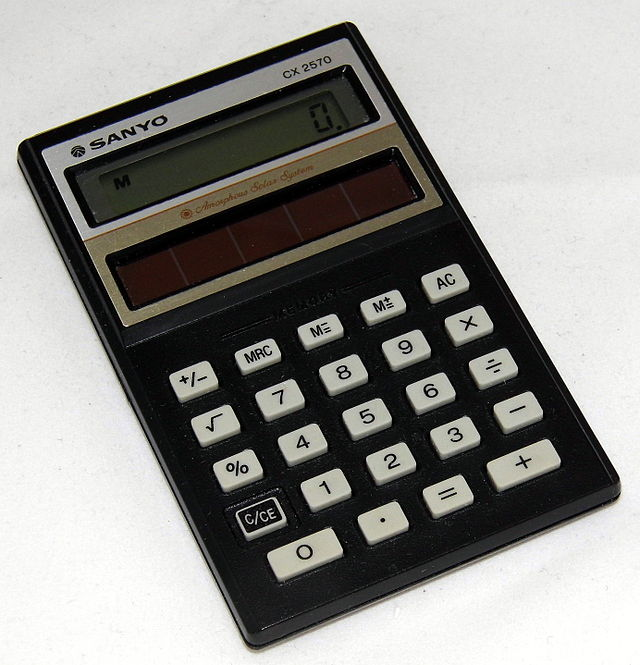 CX 2570
SANYO
0.
M
Amorphous Solar System
MEMORY
+/− MRC M= M±= AC
√ 7 8 9 ×
% 4 5 6 ÷
C/CE 1 2 3 −
0 . = +